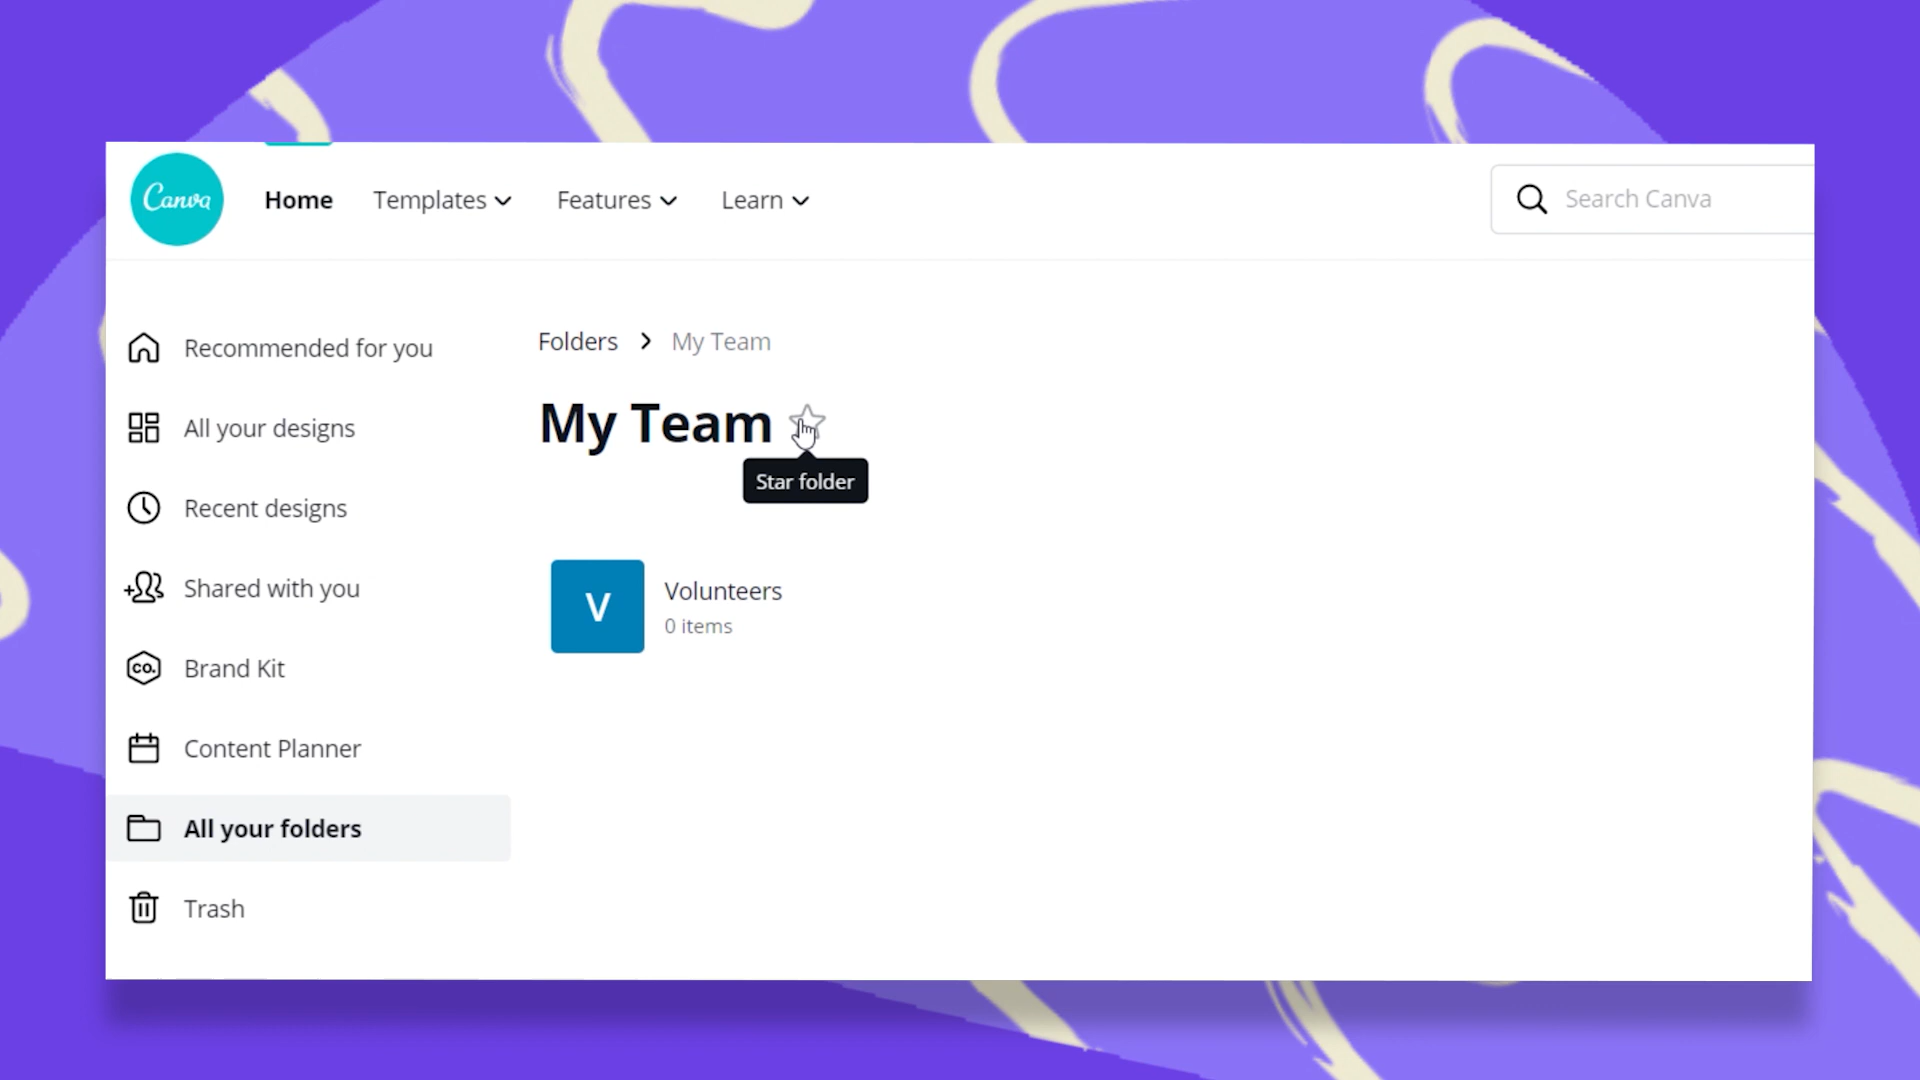 Canva
Home
Templates
Features
Learn
Search Canva
Recommended for you
All your designs
Recent designs
Shared with you
CO.
Brand Kit
Content Planner
All your folders
Trash
Folders > My Team
My Team
Star folder
V
Volunteers
0 items